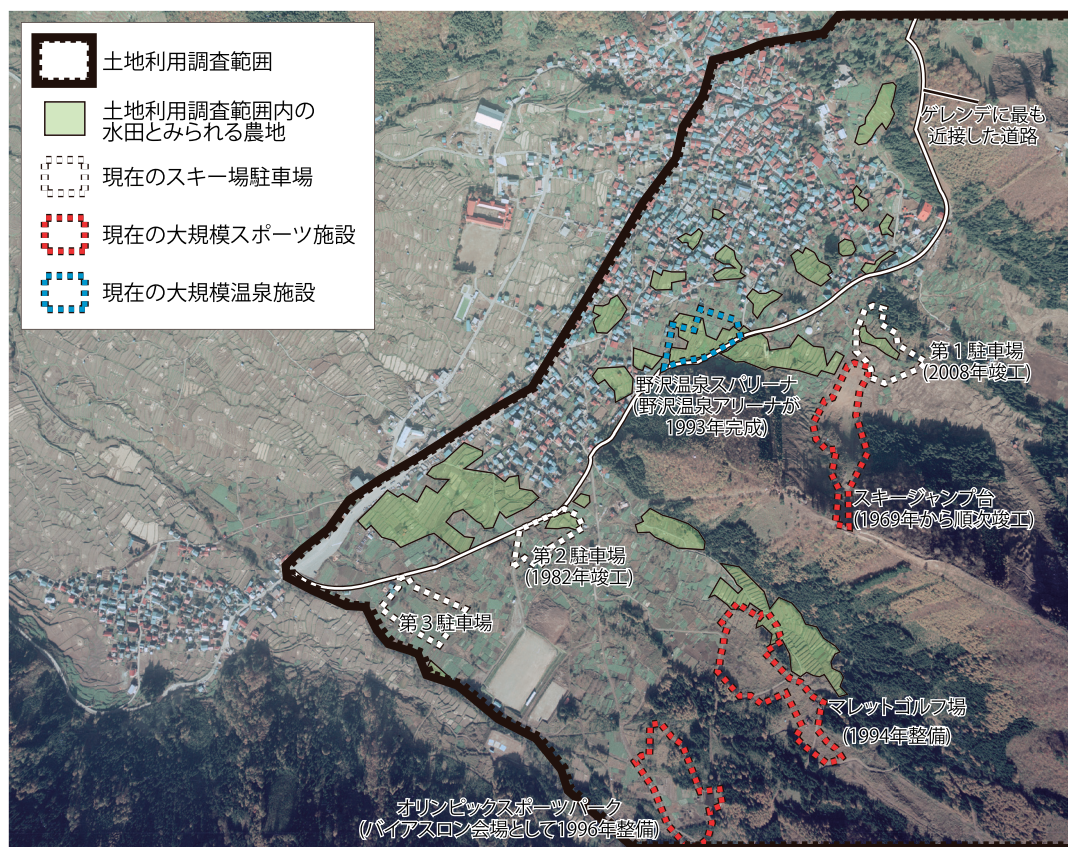 土地利用調査範囲
土地利用調査範囲内の
水田とみられる農地
現在のスキー場駐車場
現在の大規模スポーツ施設
現在の大規模温泉施設
ゲレンデに最も
近接した道路
第１駐車場
(2008年竣工)
野沢温泉スパリーナ
(野沢温泉アリーナが
1993年完成)
スキージャンプ台
(1969年から順次竣工)
第２駐車場
(1982年竣工)
第３駐車場
マレットゴルフ場
(1994年整備)
オリンピックスポーツパーク
(バイアスロン会場として1996年整備)